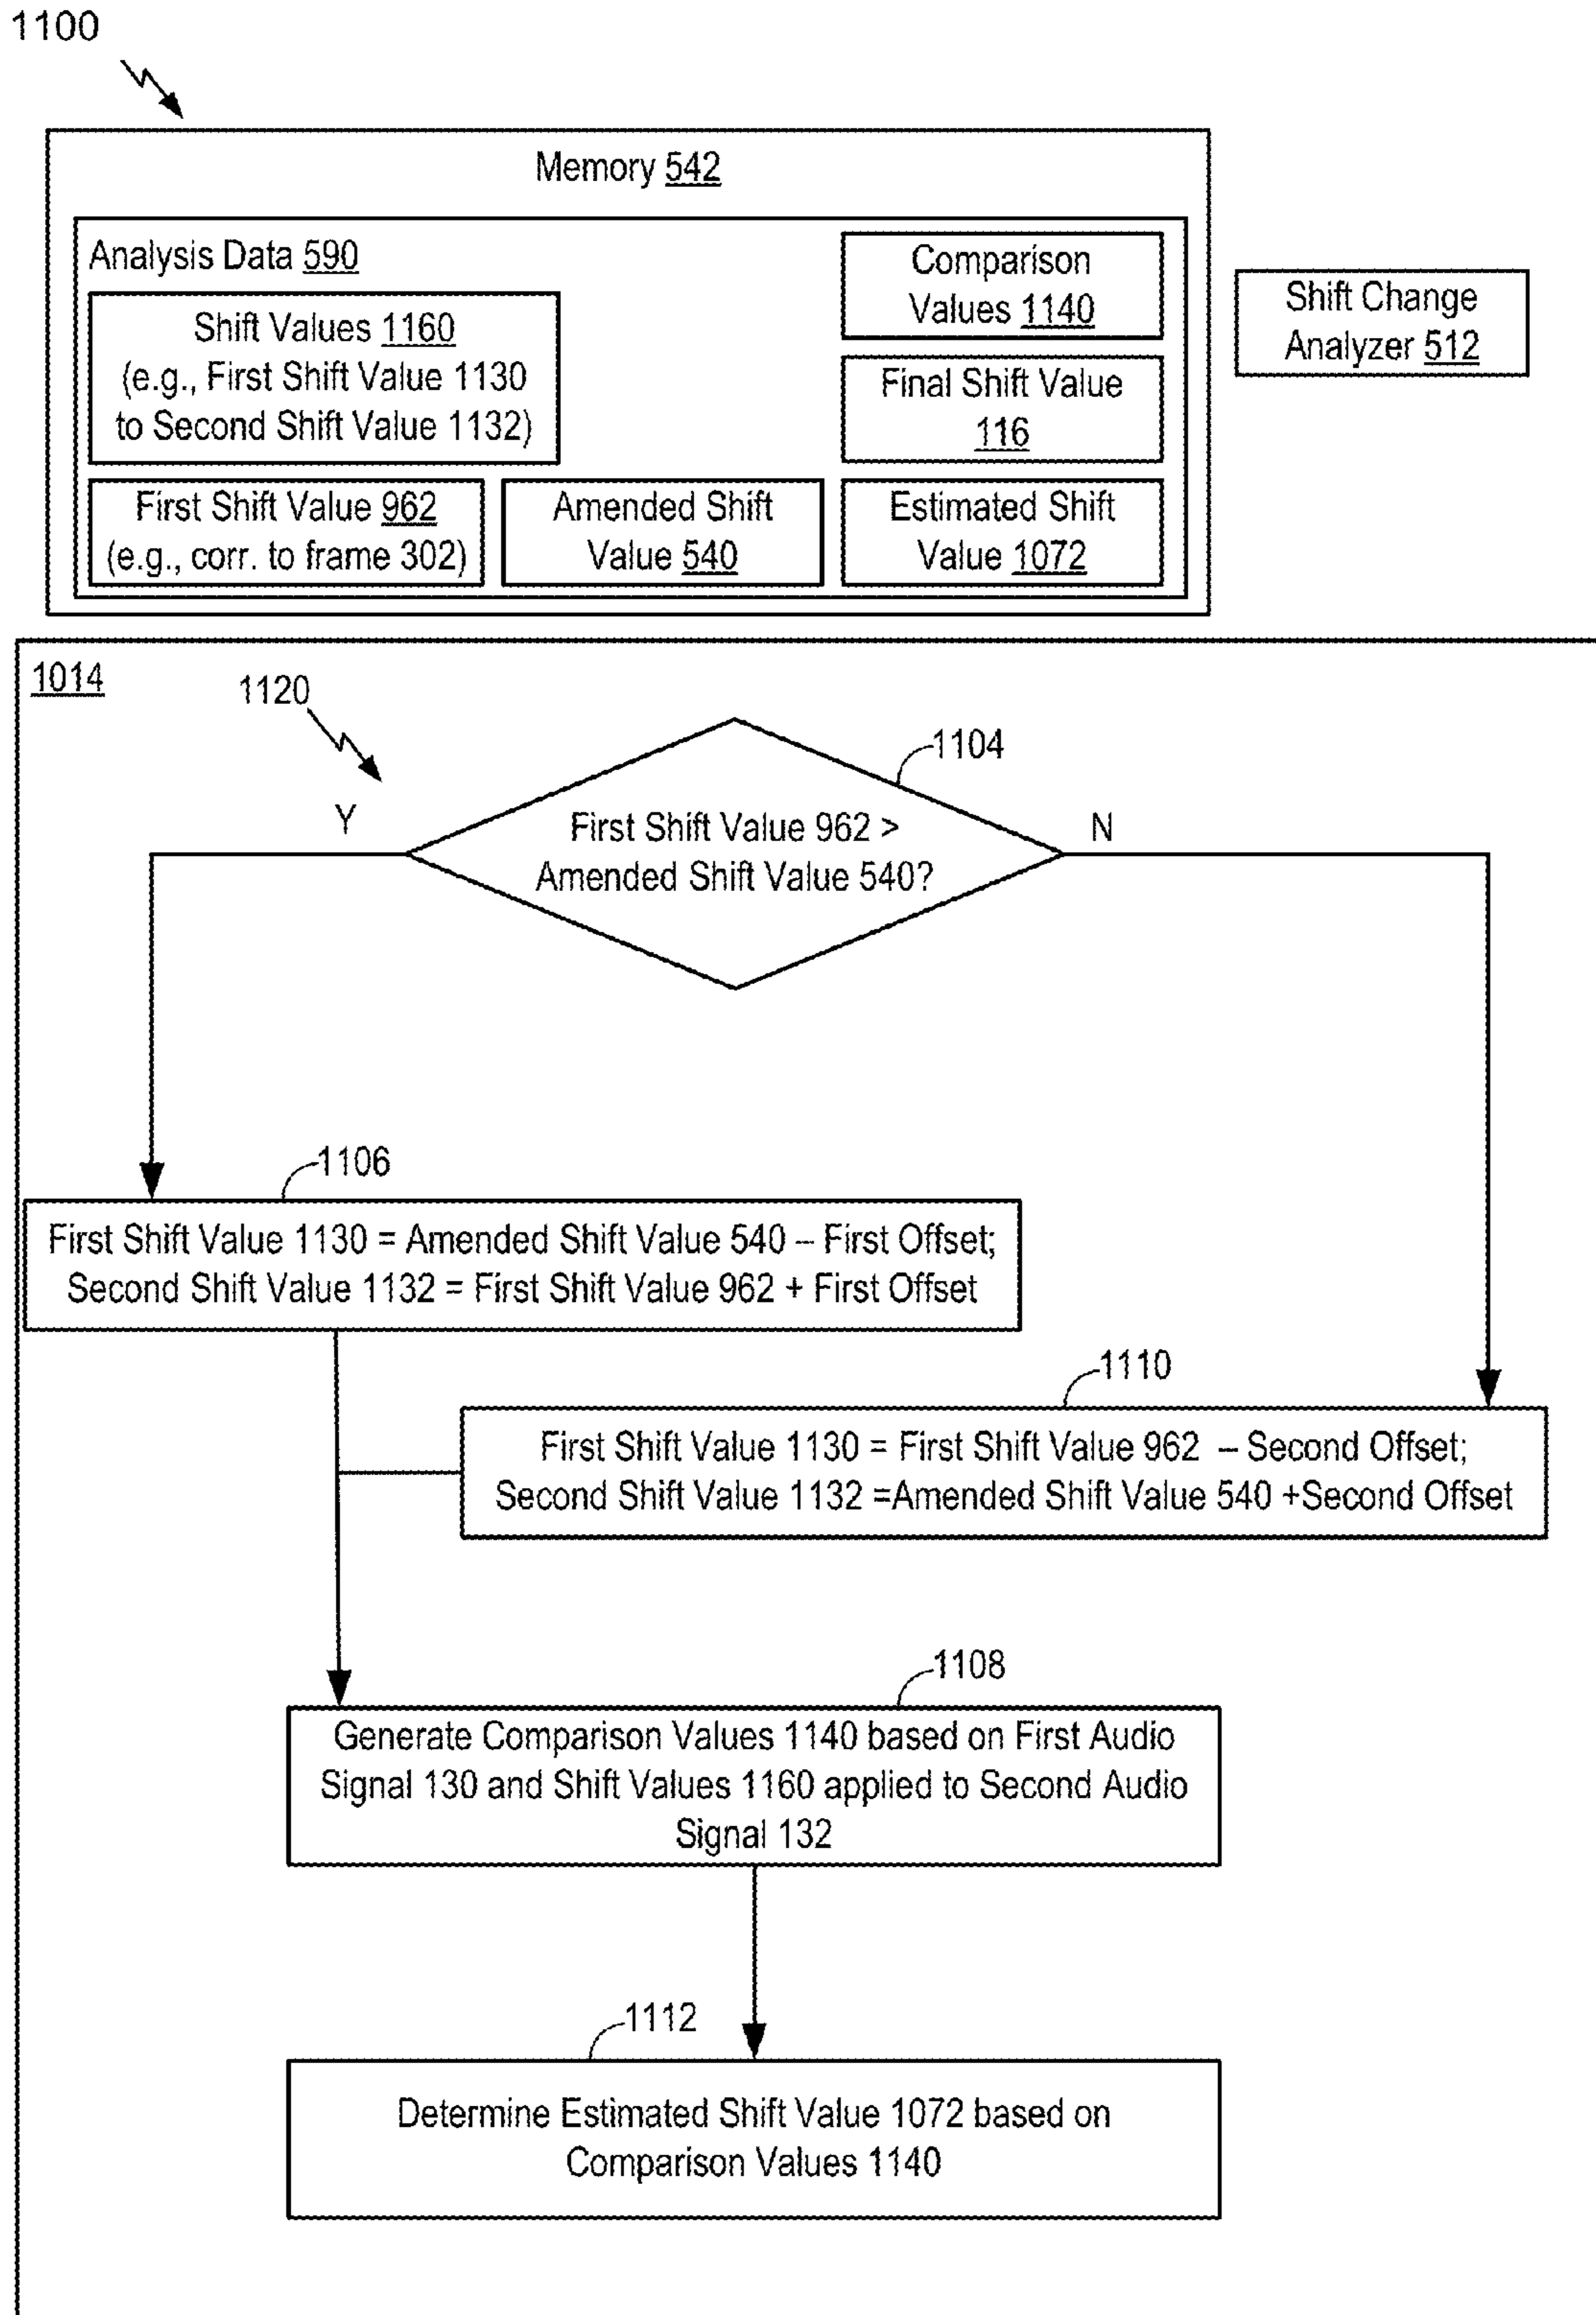 1100
Memory 542
Analysis Data 590
Shift Values 1160
(e.g., First Shift Value 1130
to Second Shift Value 1132)
Comparison
Values 1140
Final Shift Value
116
First Shift Value 962
(e.g., corr. to frame 302)
Amended Shift
Value 540
Estimated Shift
Value 1072
Shift Change
Analyzer 512
1014
1120
1104
Y
N
First Shift Value 962 >
Amended Shift Value 540?
1106
First Shift Value 1130 = Amended Shift Value 540 – First Offset;
Second Shift Value 1132 = First Shift Value 962 + First Offset
1110
First Shift Value 1130 = First Shift Value 962 – Second Offset;
Second Shift Value 1132 =Amended Shift Value 540 +Second Offset
1108
Generate Comparison Values 1140 based on First Audio
Signal 130 and Shift Values 1160 applied to Second Audio
Signal 132
1112
Determine Estimated Shift Value 1072 based on
Comparison Values 1140